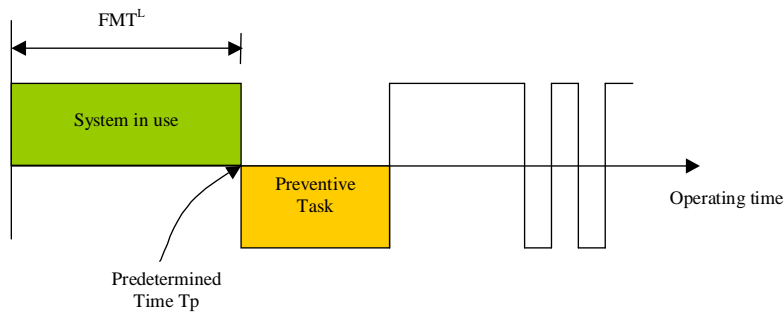 FMT^L
System in use
Preventive
Task
Operating time
Predetermined
Time Tp